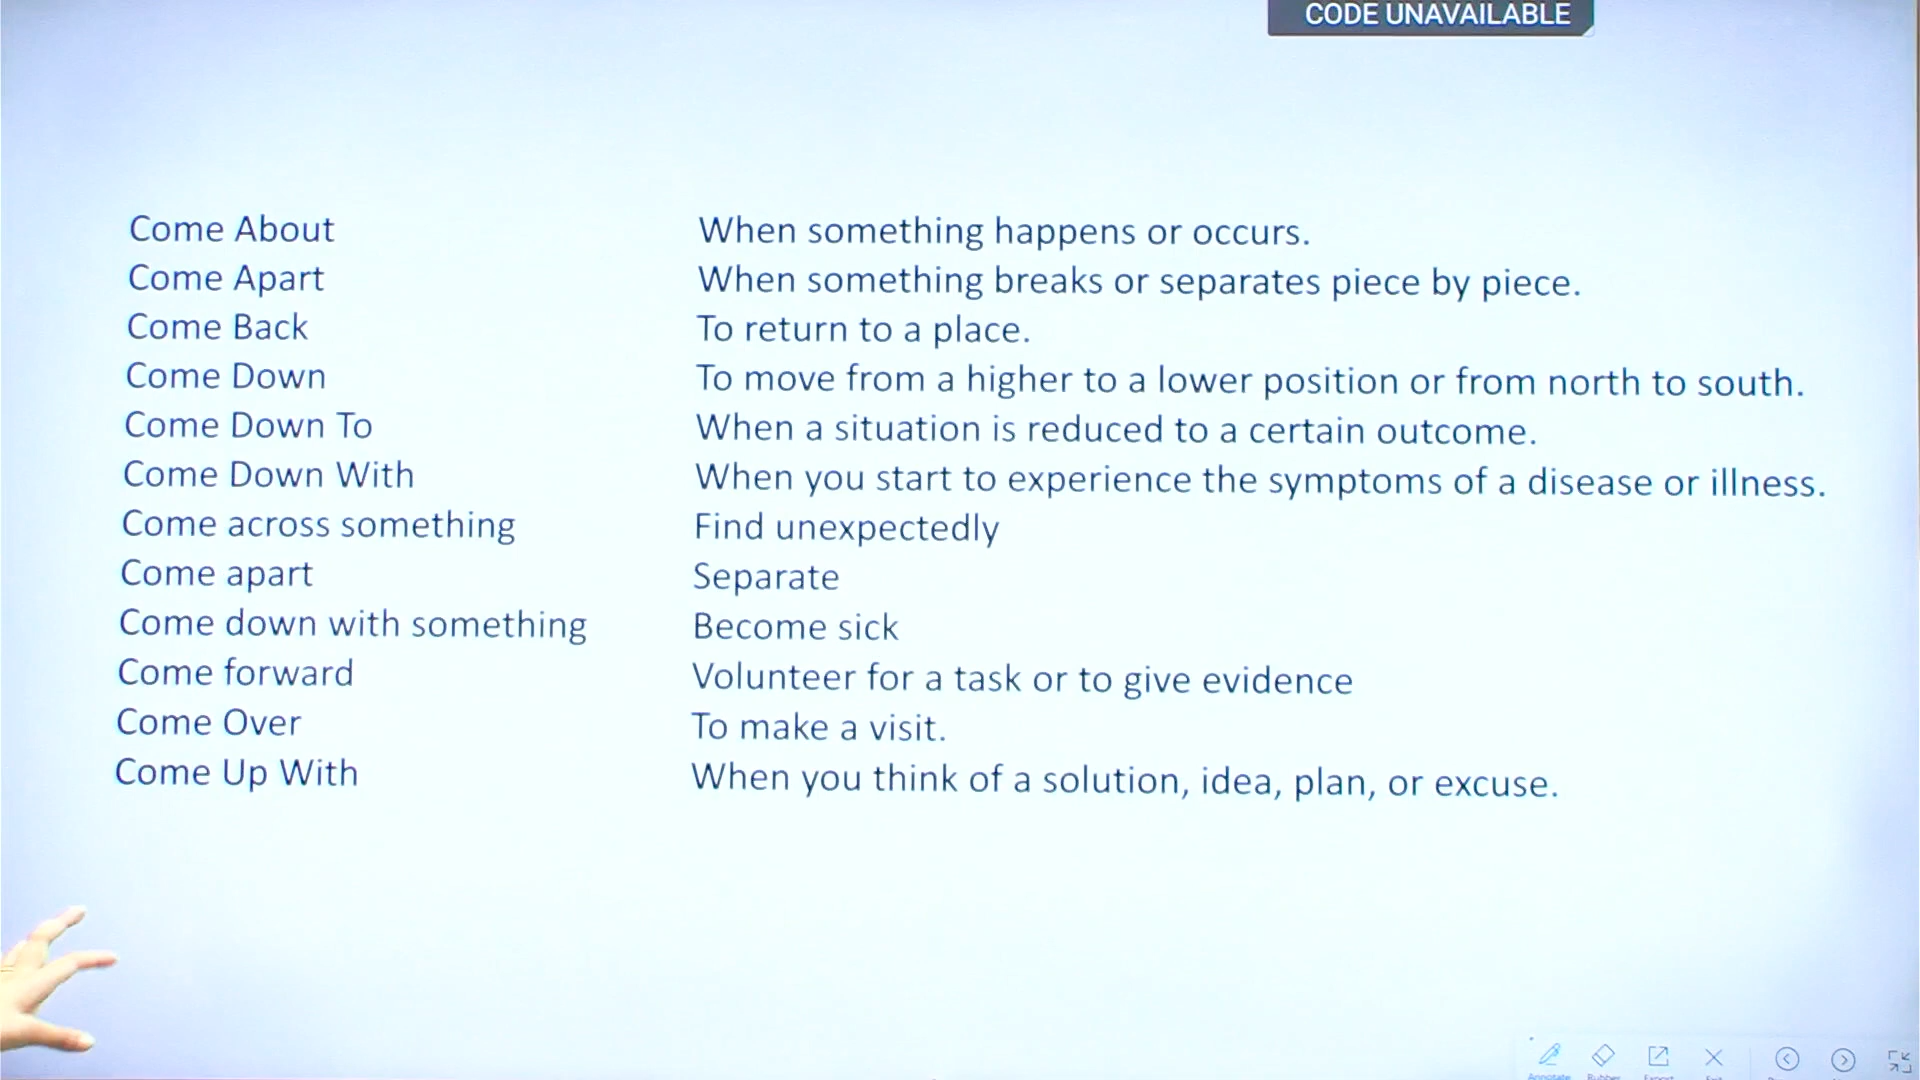 CODE UNAVAILABLE
Come About When something happens or occurs.
Come Apart When something breaks or separates piece by piece.
Come Back To return to a place.
Come Down To move from a higher to a lower position or from north to south.
Come Down To When a situation is reduced to a certain outcome.
Come Down With When you start to experience the symptoms of a disease or illness.
Come across something Find unexpectedly
Come apart Separate
Come down with something Become sick
Come forward Volunteer for a task or to give evidence
Come Over To make a visit.
Come Up With When you think of a solution, idea, plan, or excuse.
Annotate Rubber Export Exit